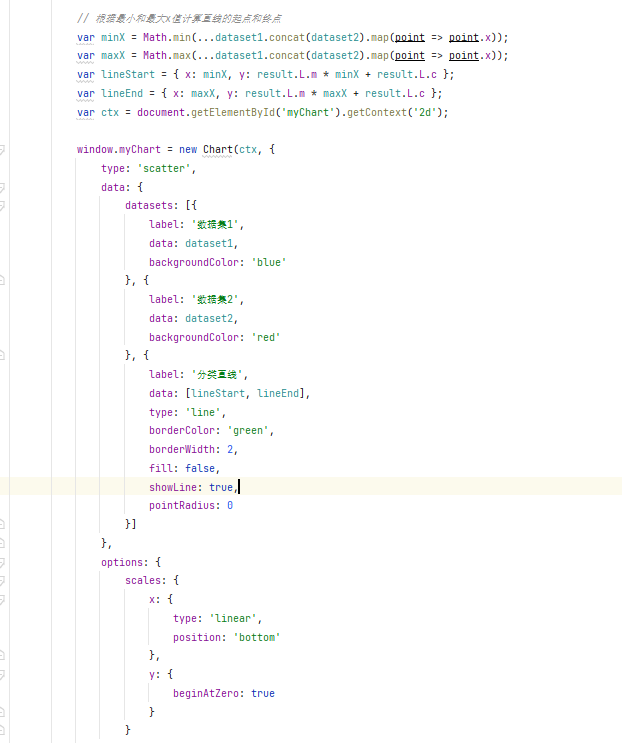 // 根据最小和最大x值计算直线的起点和终点
var minX = Math.min(...dataset1.concat(dataset2).map(point => point.x));
var maxX = Math.max(...dataset1.concat(dataset2).map(point => point.x));
var lineStart = { x: minX, y: result.L.m * minX + result.L.c };
var lineEnd = { x: maxX, y: result.L.m * maxX + result.L.c };
var ctx = document.getElementById('myChart').getContext('2d');
window.myChart = new Chart(ctx, {
type: 'scatter',
data: {
datasets: [{
label: '数据集1',
data: dataset1,
backgroundColor: 'blue'
}, {
label: '数据集2',
data: dataset2,
backgroundColor: 'red'
}, {
label: '分类直线',
data: [lineStart, lineEnd],
type: 'line',
borderColor: 'green',
borderWidth: 2,
fill: false,
showLine: true,
pointRadius: 0
}]
},
options: {
scales: {
x: {
type: 'linear',
position: 'bottom'
},
y: {
beginAtZero: true
}
}